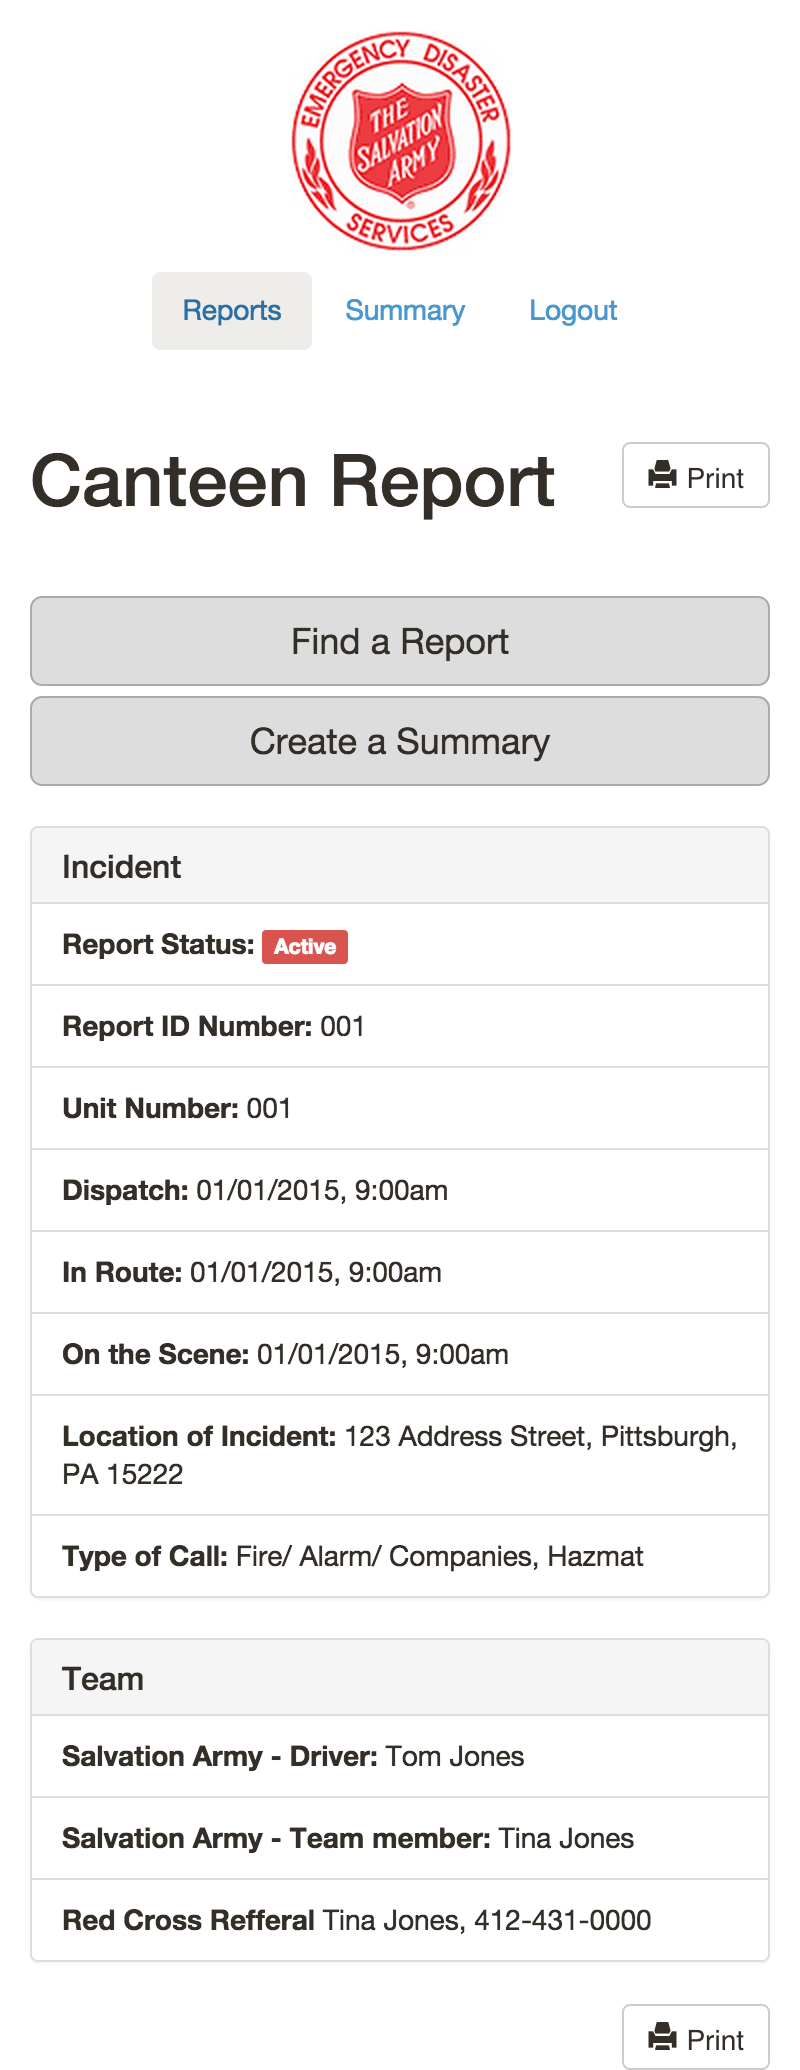 EMERGENCY DISASTER
THE
SALVATION
ARMY
®
SERVICES
Reports Summary Logout
Canteen Report
Print
Find a Report
Create a Summary
Incident
Report Status: Active
Report ID Number: 001
Unit Number: 001
Dispatch: 01/01/2015, 9:00am
In Route: 01/01/2015, 9:00am
On the Scene: 01/01/2015, 9:00am
Location of Incident: 123 Address Street, Pittsburgh,
PA 15222
Type of Call: Fire/ Alarm/ Companies, Hazmat
Team
Salvation Army - Driver: Tom Jones
Salvation Army - Team member: Tina Jones
Red Cross Refferal Tina Jones, 412-431-0000
Print